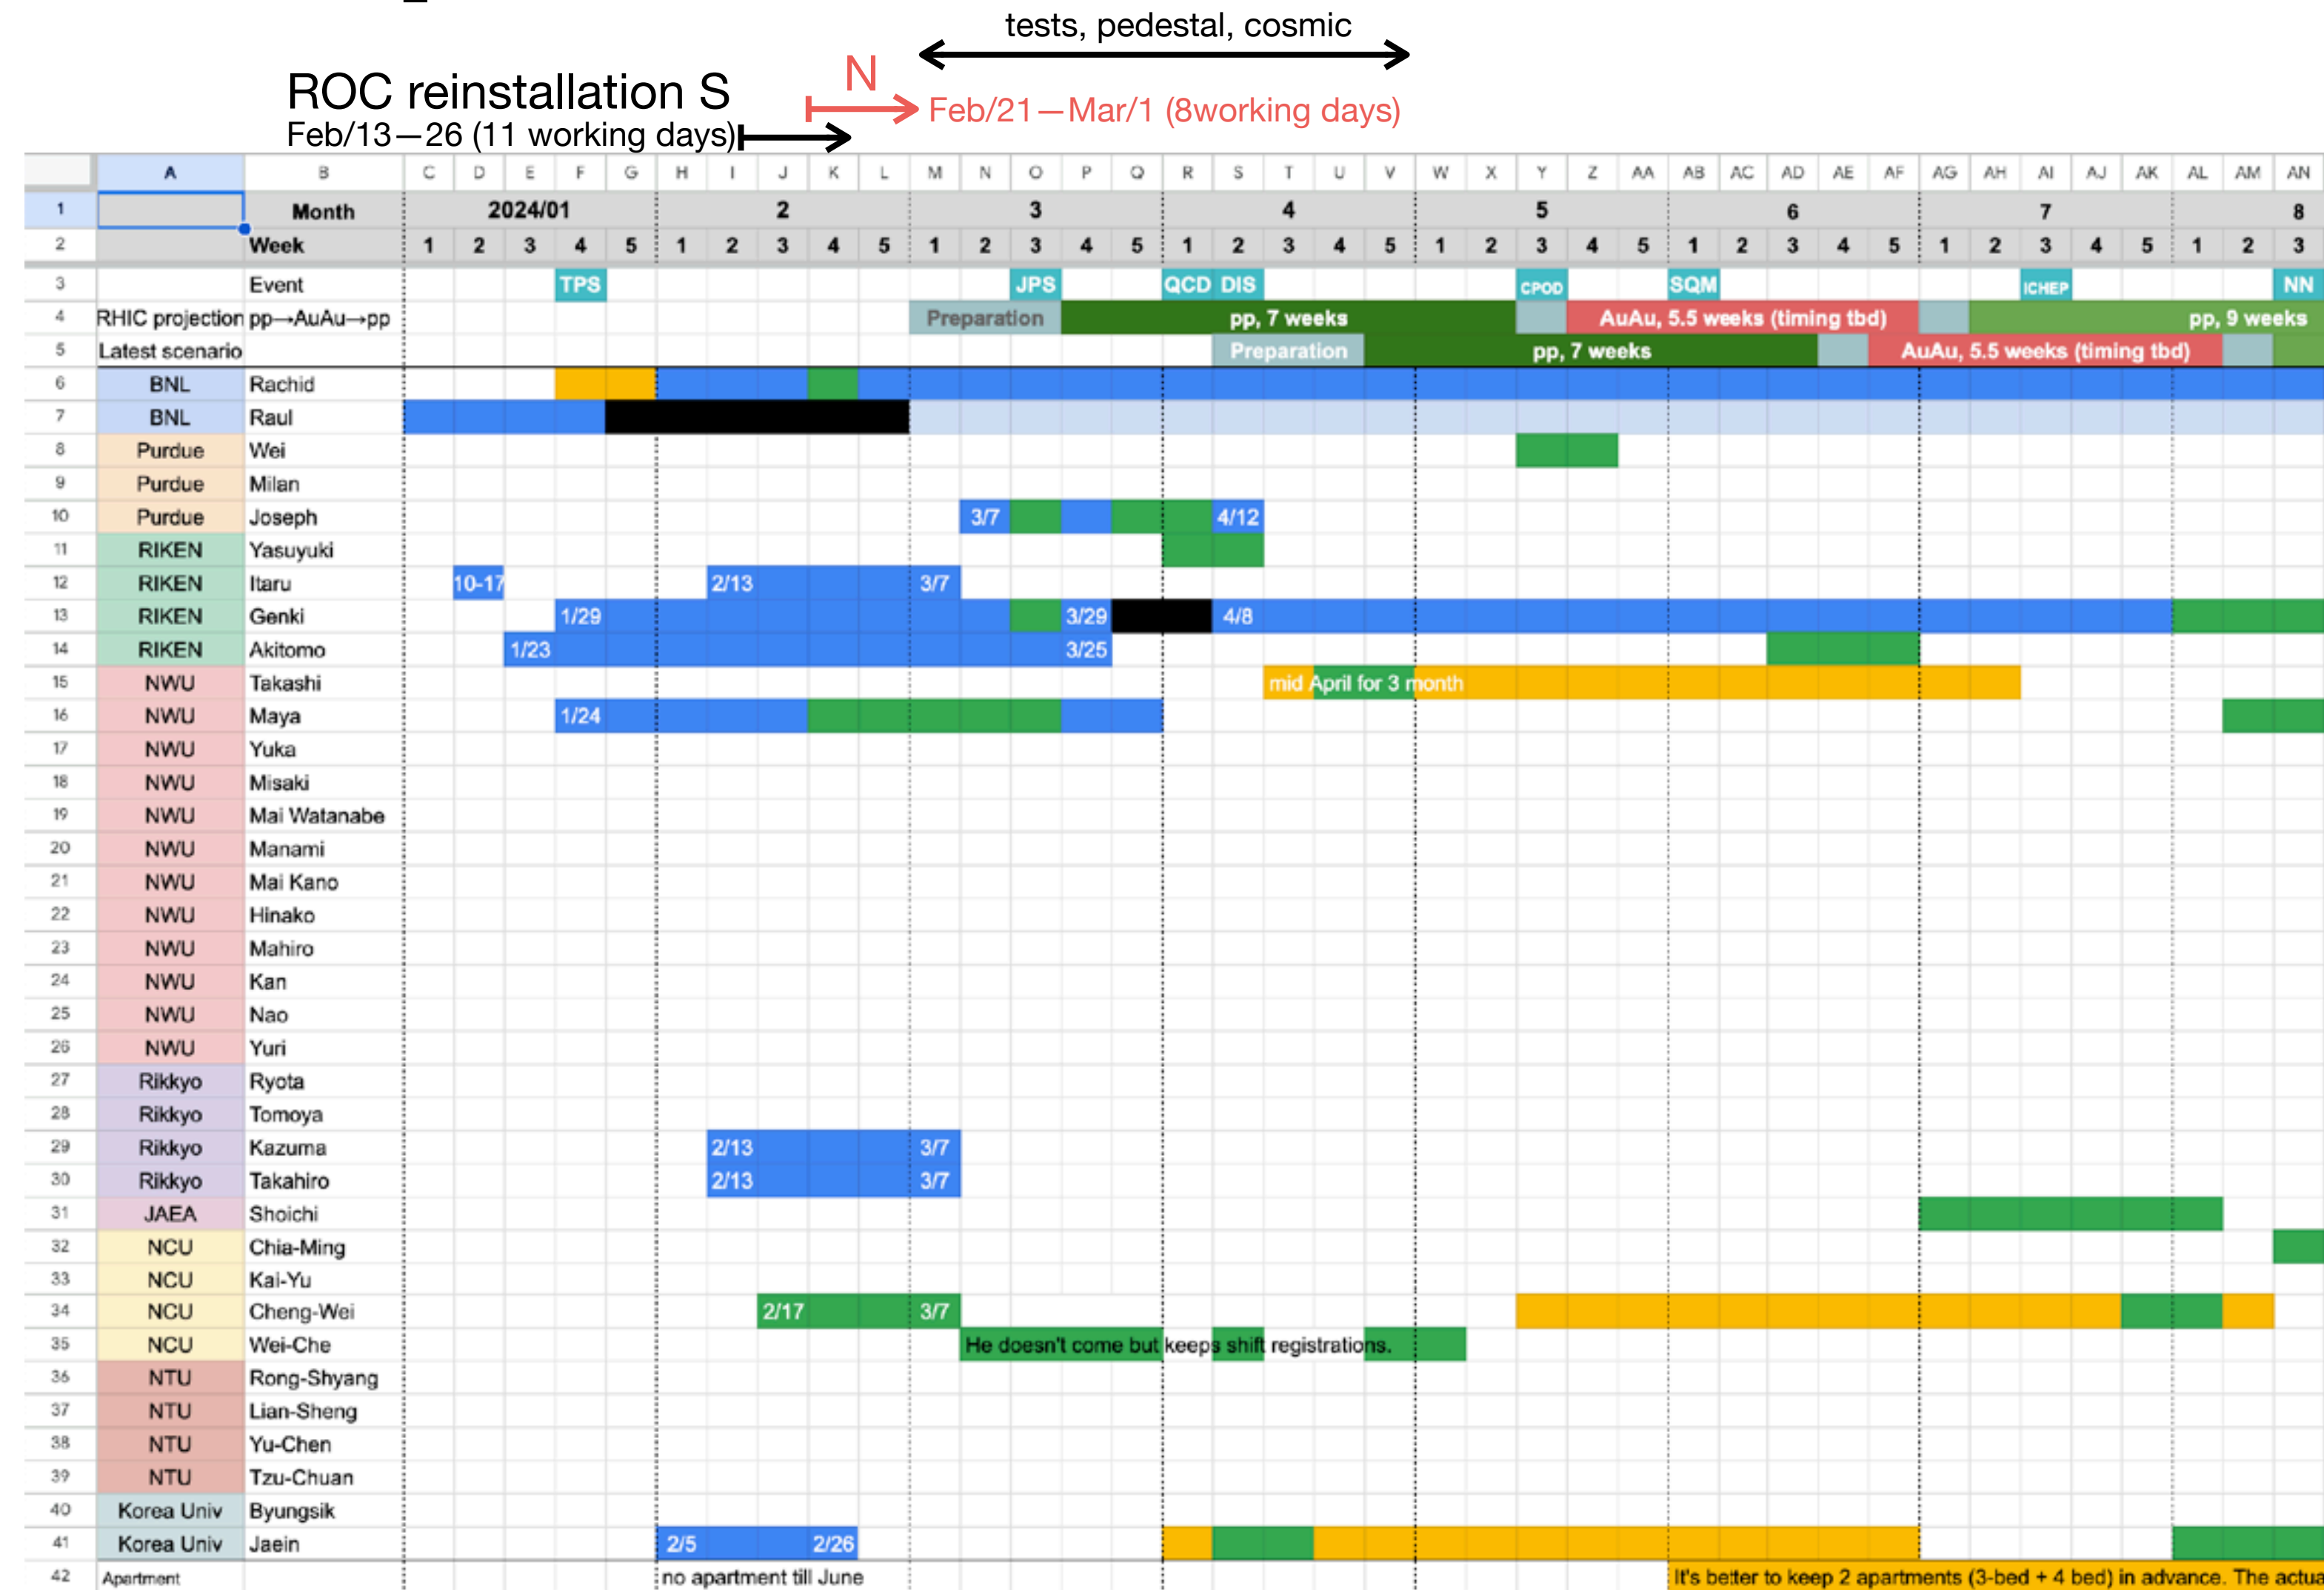 tests, pedestal, cosmic
N
ROC reinstallation S
Feb/21—Mar/1 (8working days)
Feb/13—26 (11 working days)
A B C D E F G H I J K L M N O P Q R S T U V W X Y Z AA AB AC AD AE AF AG AH AI AJ AK AL AM AN
1 Month 2024/01 2 3 4 5 6 7 8
2 Week 1 2 3 4 5 1 2 3 4 5 1 2 3 4 5 1 2 3 4 5 1 2 3 4 5 1 2 3 4 5 1 2 3 4 5 1 2 3
3 Event TPS JPS QCD DIS CPOD SQM ICHEP NN
4 RHIC projection pp→AuAu→pp Preparation pp, 7 weeks AuAu, 5.5 weeks (timing tbd) pp, 9 weeks
5 Latest scenario Preparation pp, 7 weeks AuAu, 5.5 weeks (timing tbd)
6 BNL Rachid
7 BNL Raul
8 Purdue Wei
9 Purdue Milan
10 Purdue Joseph 3/7 4/12
11 RIKEN Yasuyuki
12 RIKEN Itaru 10-17 2/13 3/7
13 RIKEN Genki 1/29 3/29 4/8
14 RIKEN Akitomo 1/23 3/25
15 NWU Takashi mid April for 3 month
16 NWU Maya 1/24
17 NWU Yuka
18 NWU Misaki
19 NWU Mai Watanabe
20 NWU Manami
21 NWU Mai Kano
22 NWU Hinako
23 NWU Mahiro
24 NWU Kan
25 NWU Nao
26 NWU Yuri
27 Rikkyo Ryota
28 Rikkyo Tomoya
29 Rikkyo Kazuma 2/13 3/7
30 Rikkyo Takahiro 2/13 3/7
31 JAEA Shoichi
32 NCU Chia-Ming
33 NCU Kai-Yu
34 NCU Cheng-Wei 2/17 3/7
35 NCU Wei-Che He doesn't come but keeps shift registrations.
36 NTU Rong-Shyang
37 NTU Lian-Sheng
38 NTU Yu-Chen
39 NTU Tzu-Chuan
40 Korea Univ Byungsik
41 Korea Univ Jaein 2/5 2/26
42 Apartment no apartment till June It's better to keep 2 apartments (3-bed + 4 bed) in advance. The actua